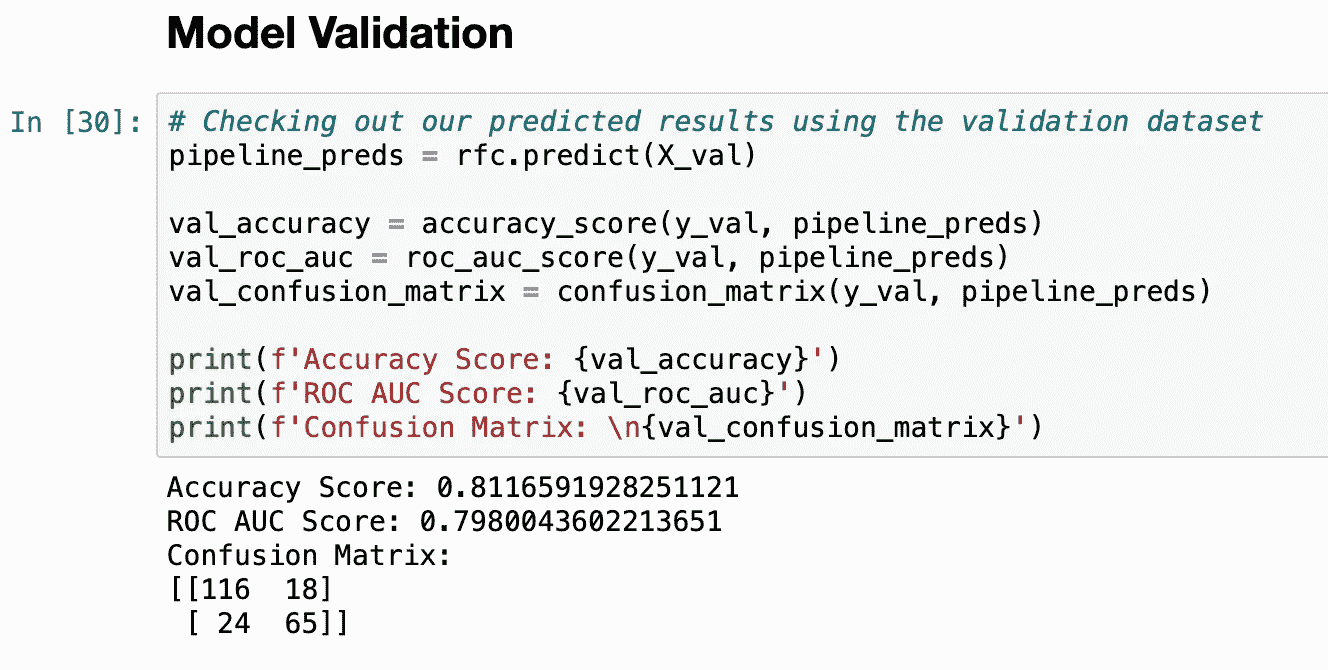 Model Validation
In [30]: # Checking out our predicted results using the validation dataset
pipeline_preds = rfc.predict(X_val)
val_accuracy = accuracy_score(y_val, pipeline_preds)
val_roc_auc = roc_auc_score(y_val, pipeline_preds)
val_confusion_matrix = confusion_matrix(y_val, pipeline_preds)
print(f'Accuracy Score: {val_accuracy}')
print(f'ROC AUC Score: {val_roc_auc}')
print(f'Confusion Matrix: \n{val_confusion_matrix}')
Accuracy Score: 0.8116591928251121
ROC AUC Score: 0.7980043602213651
Confusion Matrix:
[[116  18]
 [ 24  65]]